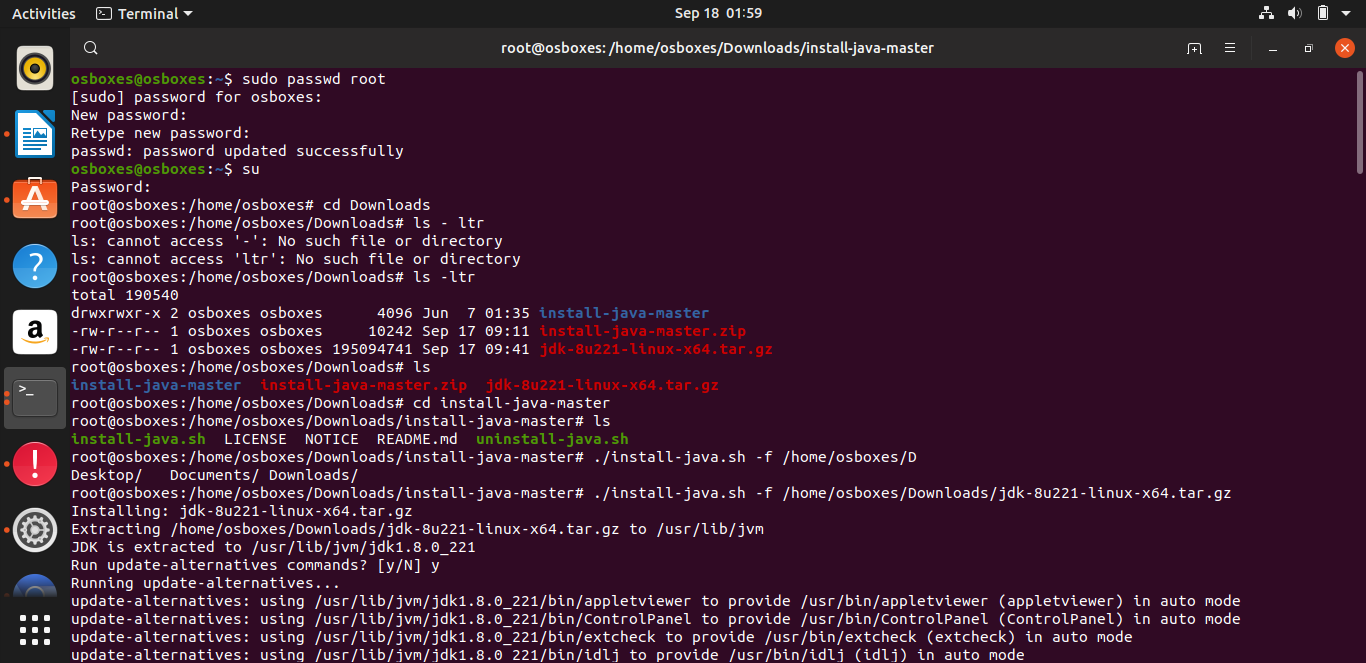 Activities Terminal Sep 18 01:59
root@osboxes: /home/osboxes/Downloads/install-java-master
osboxes@osboxes:~$ sudo passwd root
[sudo] password for osboxes:
New password:
Retype new password:
passwd: password updated successfully
osboxes@osboxes:~$ su
Password:
root@osboxes:/home/osboxes# cd Downloads
root@osboxes:/home/osboxes/Downloads# ls - ltr
ls: cannot access '-': No such file or directory
ls: cannot access 'ltr': No such file or directory
root@osboxes:/home/osboxes/Downloads# ls -ltr
total 190540
drwxrwxr-x 2 osboxes osboxes      4096 Jun  7 01:35 install-java-master
-rw-r--r-- 1 osboxes osboxes     10242 Sep 17 09:11 install-java-master.zip
-rw-r--r-- 1 osboxes osboxes 195094741 Sep 17 09:41 jdk-8u221-linux-x64.tar.gz
root@osboxes:/home/osboxes/Downloads# ls
install-java-master  install-java-master.zip  jdk-8u221-linux-x64.tar.gz
root@osboxes:/home/osboxes/Downloads# cd install-java-master
root@osboxes:/home/osboxes/Downloads/install-java-master# ls
install-java.sh  LICENSE  NOTICE  README.md  uninstall-java.sh
root@osboxes:/home/osboxes/Downloads/install-java-master# ./install-java.sh -f /home/osboxes/D
Desktop/   Documents/ Downloads/
root@osboxes:/home/osboxes/Downloads/install-java-master# ./install-java.sh -f /home/osboxes/Downloads/jdk-8u221-linux-x64.tar.gz
Installing: jdk-8u221-linux-x64.tar.gz
Extracting /home/osboxes/Downloads/jdk-8u221-linux-x64.tar.gz to /usr/lib/jvm
JDK is extracted to /usr/lib/jvm/jdk1.8.0_221
Run update-alternatives commands? [y/N] y
Running update-alternatives...
update-alternatives: using /usr/lib/jvm/jdk1.8.0_221/bin/appletviewer to provide /usr/bin/appletviewer (appletviewer) in auto mode
update-alternatives: using /usr/lib/jvm/jdk1.8.0_221/bin/ControlPanel to provide /usr/bin/ControlPanel (ControlPanel) in auto mode
update-alternatives: using /usr/lib/jvm/jdk1.8.0_221/bin/extcheck to provide /usr/bin/extcheck (extcheck) in auto mode
update-alternatives: using /usr/lib/jvm/jdk1.8.0_221/bin/idlj to provide /usr/bin/idlj (idlj) in auto mode